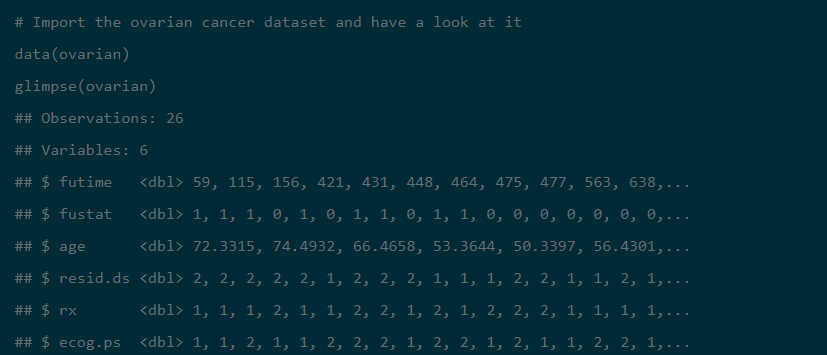 # Import the ovarian cancer dataset and have a look at it
data(ovarian)
glimpse(ovarian)
## Observations: 26
## Variables: 6
## $ futime   <dbl> 59, 115, 156, 421, 431, 448, 464, 475, 477, 563, 638,...
## $ fustat   <dbl> 1, 1, 1, 0, 1, 0, 1, 1, 0, 1, 1, 0, 0, 0, 0, 0, 0, 0,...
## $ age      <dbl> 72.3315, 74.4932, 66.4658, 53.3644, 50.3397, 56.4301,...
## $ resid.ds <dbl> 2, 2, 2, 2, 2, 1, 2, 2, 2, 1, 1, 1, 2, 2, 1, 1, 2, 1,...
## $ rx       <dbl> 1, 1, 1, 2, 1, 1, 2, 2, 1, 2, 1, 2, 2, 2, 1, 1, 1, 1,...
## $ ecog.ps  <dbl> 1, 1, 2, 1, 1, 2, 2, 2, 1, 2, 2, 1, 2, 1, 1, 2, 2, 1,...